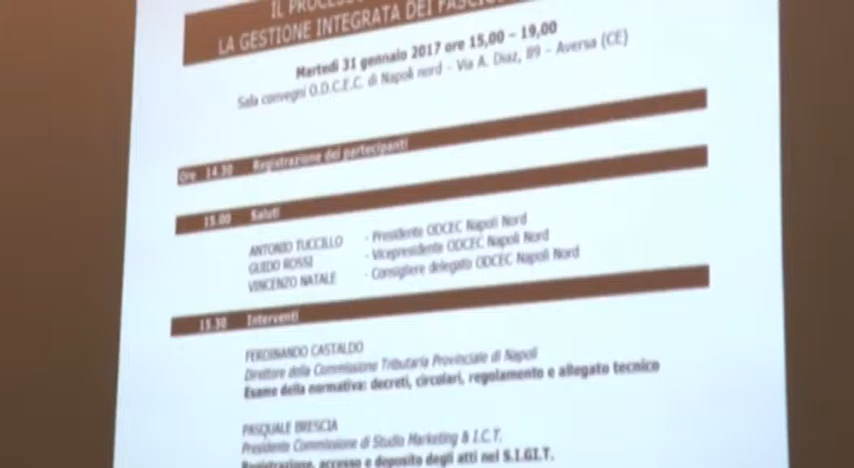 IL PROCESSO
LA GESTIONE INTEGRATA DEI FASCICO
Martedì 31 gennaio 2017 ore 15,00 - 19,00
Sala convegni O.D.C.E.C. di Napoli nord - Via A. Diaz, 89 - Aversa (CE)
Ore 14.30 Registrazione dei partecipanti
15.00 Saluti
ANTONIO TUCCILLO - Presidente ODCEC Napoli Nord
GUIDO ROSSI - Vicepresidente ODCEC Napoli Nord
VINCENZO NATALE - Consigliere delegato ODCEC Napoli Nord
15.30 Interventi
FERDINANDO CASTALDO
Direttore della Commissione Tributaria Provinciale di Napoli
Esame della normativa: decreti, circolari, regolamento e allegato tecnico
PASQUALE BRESCIA
Presidente Commissione di Studio Marketing & I.C.T.
Registrazione, accesso e deposito degli atti nel S.I.GI.T.